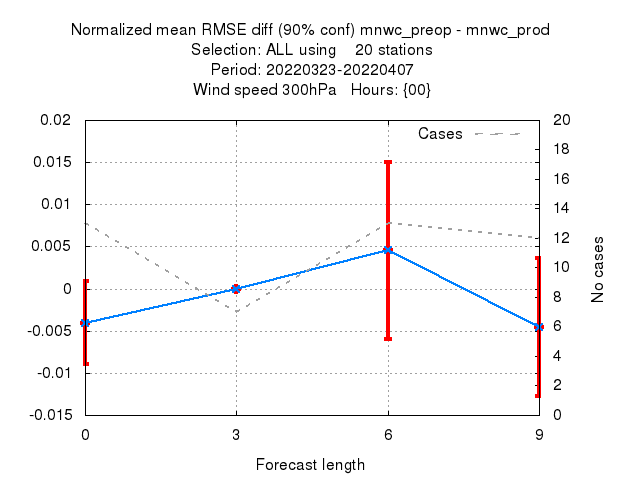 Normalized mean RMSE diff (90% conf) mnwc_preop - mnwc_prod
Selection: ALL using 20 stations
Period: 20220323-20220407
Wind speed 300hPa Hours: {00}
0.02
0.015
0.01
0.005
0
-0.005
-0.01
-0.015
Cases
20
18
16
14
12
10
8
6
4
2
0
No cases
0 3 6 9
Forecast length